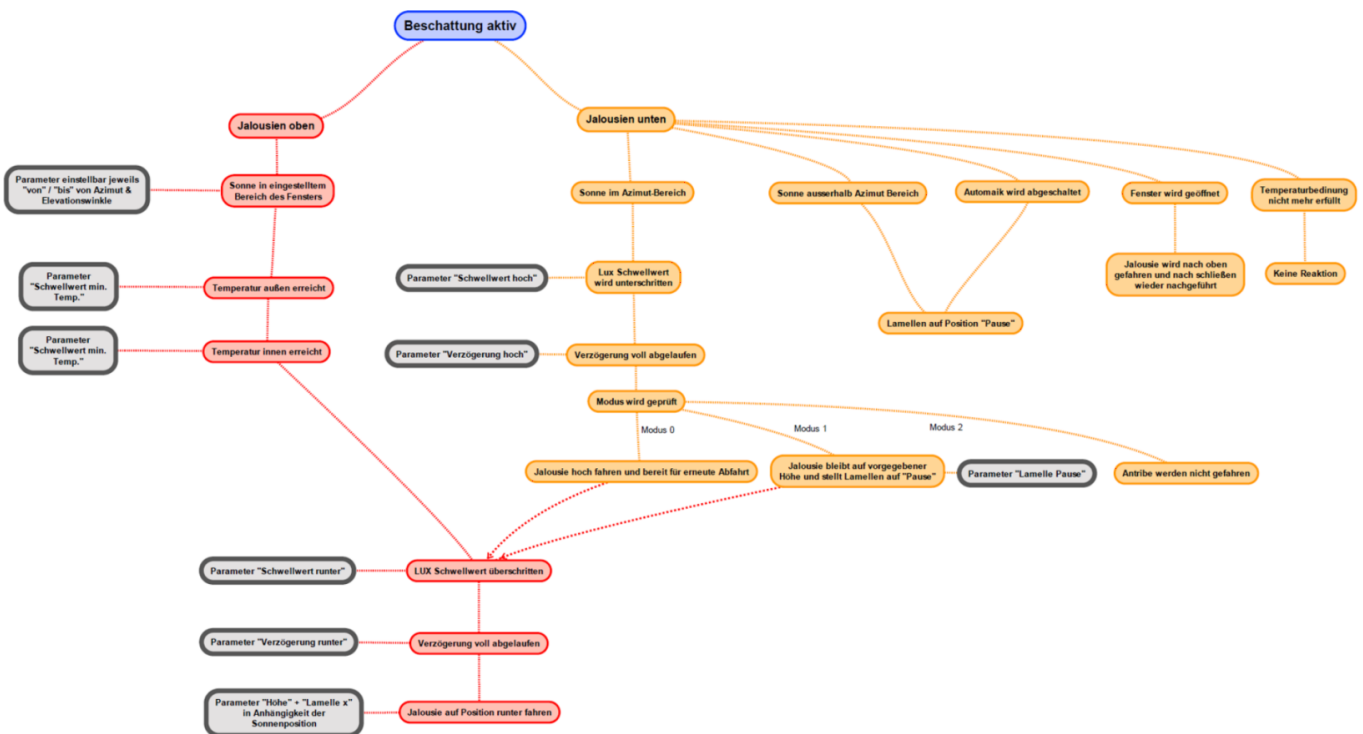 Beschattung aktiv
Jalousien oben
Jalousien unten
Parameter einstellbar jeweils
"von" / "bis" von Azimut &
Elevationswinkle
Sonne in eingestelltem
Bereich des Fensters
Sonne im Azimut-Bereich
Sonne ausserhalb Azimut Bereich
Automaik wird abgeschaltet
Fenster wird geöffnet
Temperaturbedinung
nicht mehr erfüllt
Parameter
"Schwellwert min.
Temp."
Temperatur außen erreicht
Parameter "Schwellwert hoch"
Lux Schwellwert
wird unterschritten
Jalousie wird nach oben
gefahren und nach schließen
wieder nachgeführt
Keine Reaktion
Lamellen auf Position "Pause"
Parameter
"Schwellwert min.
Temp."
Temperatur innen erreicht
Parameter "Verzögerung hoch"
Verzögerung voll abgelaufen
Modus wird geprüft
Modus 0
Modus 1
Modus 2
Jalousie hoch fahren und bereit für erneute Abfahrt
Jalousie bleibt auf vorgegebener
Höhe und stellt Lamellen auf "Pause"
Parameter "Lamelle Pause"
Antribe werden nicht gefahren
Parameter "Schwellwert runter"
LUX Schwellwert überschritten
Parameter "Verzögerung runter"
Verzögerung voll abgelaufen
Parameter "Höhe" + "Lamelle x"
in Anhängigkeit der
Sonnenposition
Jalousie auf Position runter fahren